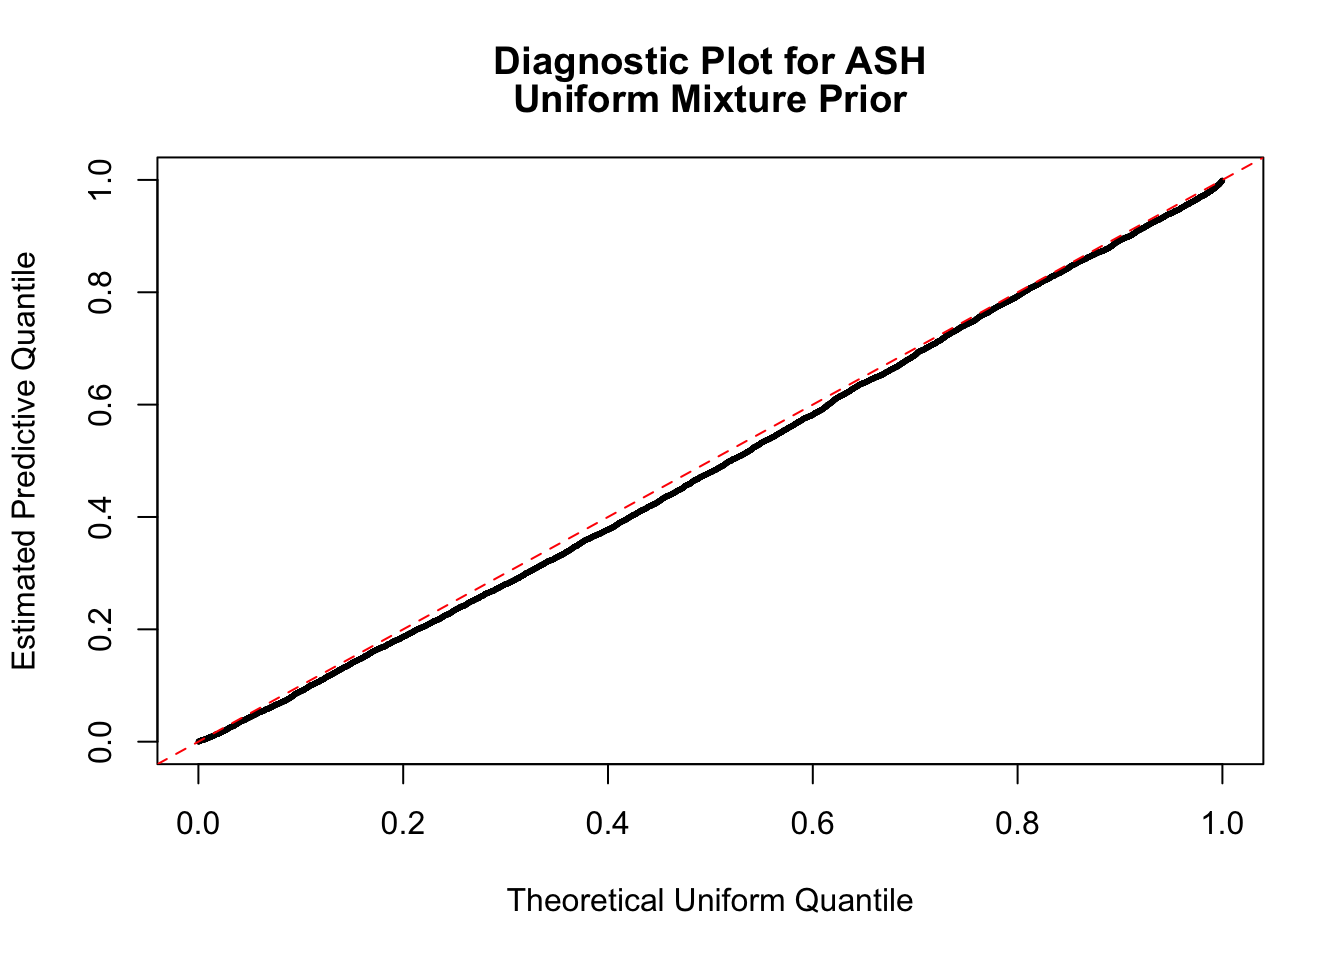 Diagnostic Plot for ASH
Uniform Mixture Prior
Estimated Predictive Quantile
1.0
0.8
0.6
0.4
0.2
0.0
0.0 0.2 0.4 0.6 0.8 1.0
Theoretical Uniform Quantile